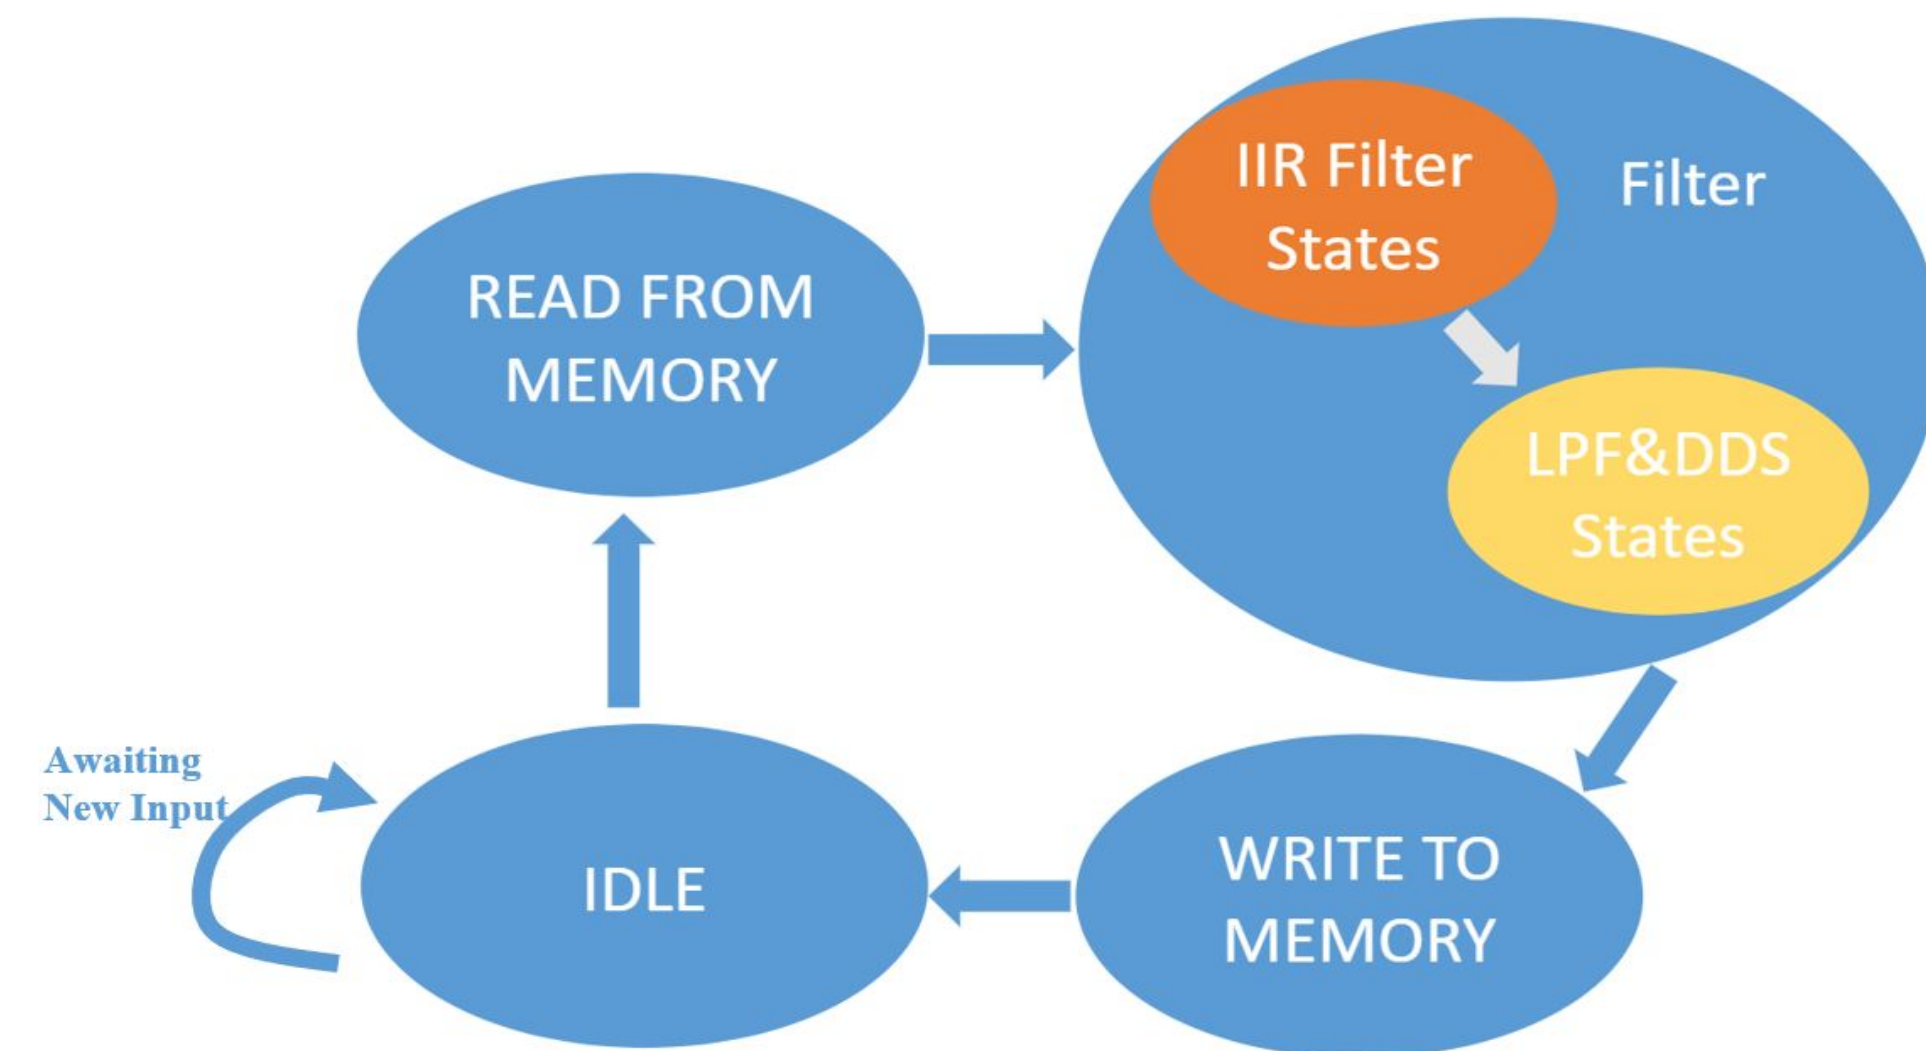 IIR Filter
States
Filter
READ FROM
MEMORY
LPF&DDS
States
Awaiting
New Input
IDLE
WRITE TO
MEMORY